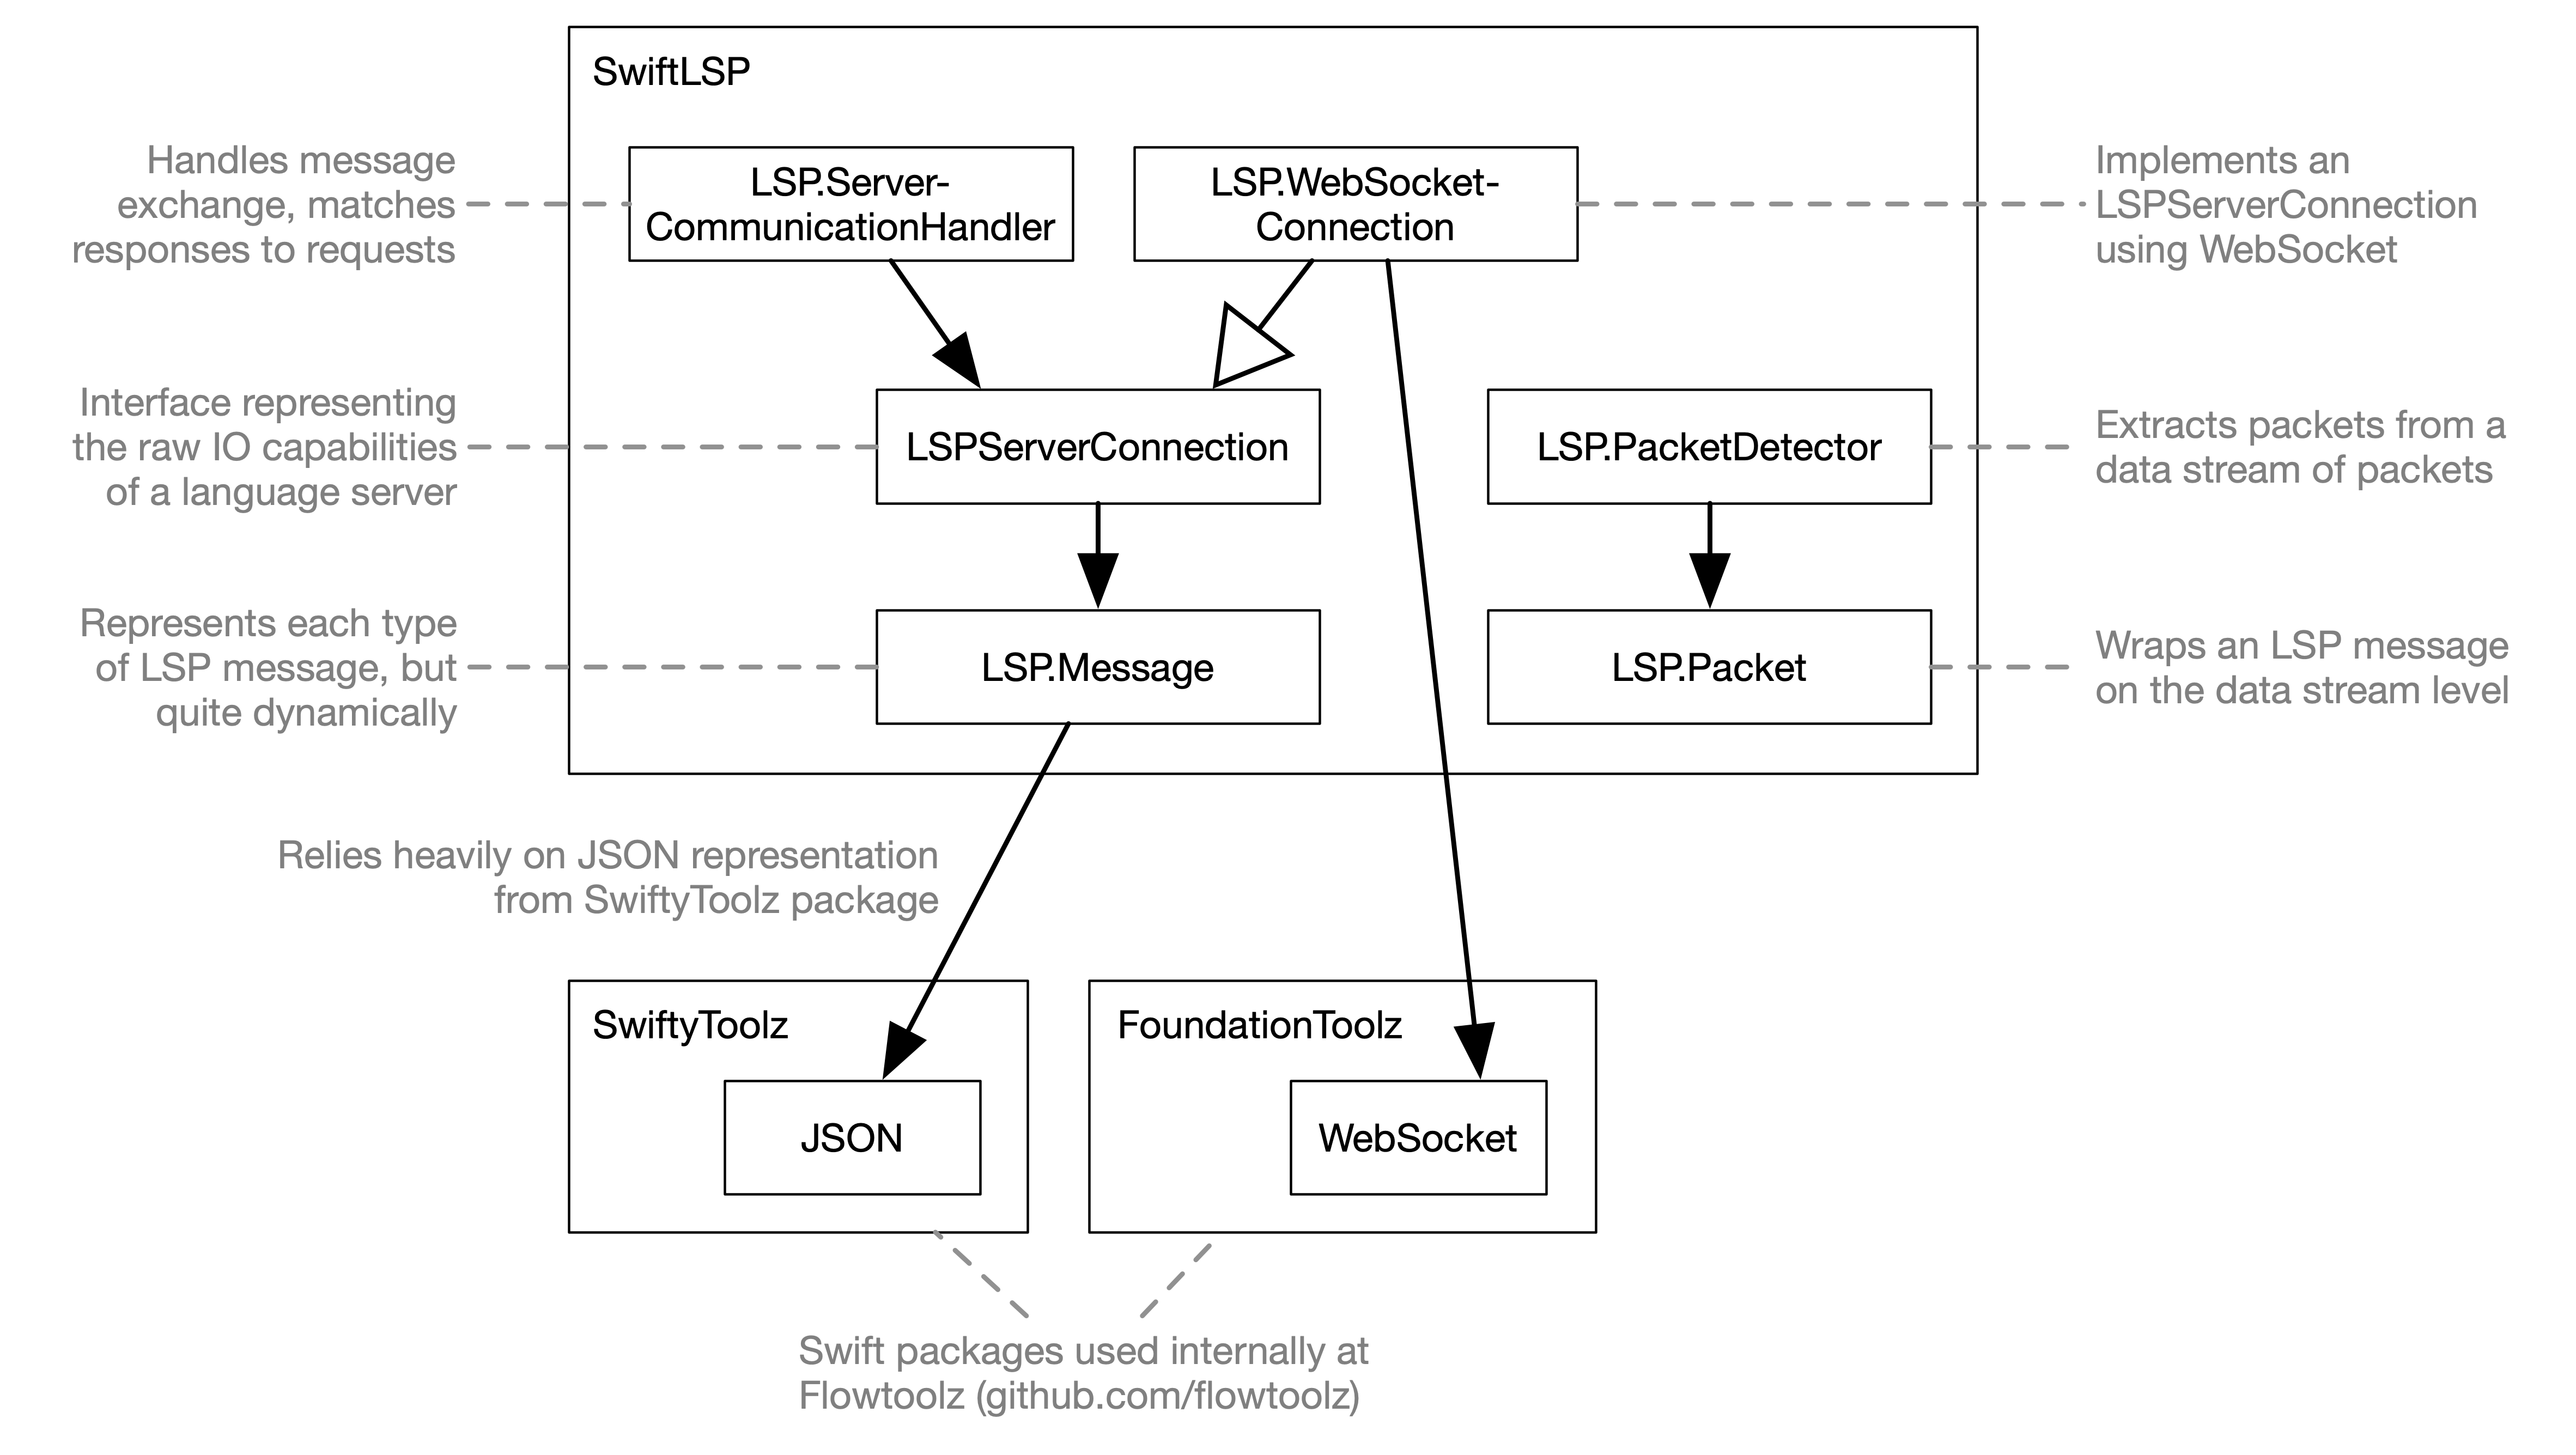 SwiftLSP
Handles message
exchange, matches
responses to requests
LSP.Server-
CommunicationHandler
LSP.WebSocket-
Connection
Implements an
LSPServerConnection
using WebSocket
Interface representing
the raw IO capabilities
of a language server
LSPServerConnection
LSP.PacketDetector
Extracts packets from a
data stream of packets
Represents each type
of LSP message, but
quite dynamically
LSP.Message
LSP.Packet
Wraps an LSP message
on the data stream level
Relies heavily on JSON representation
from SwiftyToolz package
SwiftyToolz
JSON
FoundationToolz
WebSocket
Swift packages used internally at
Flowtoolz (github.com/flowtoolz)